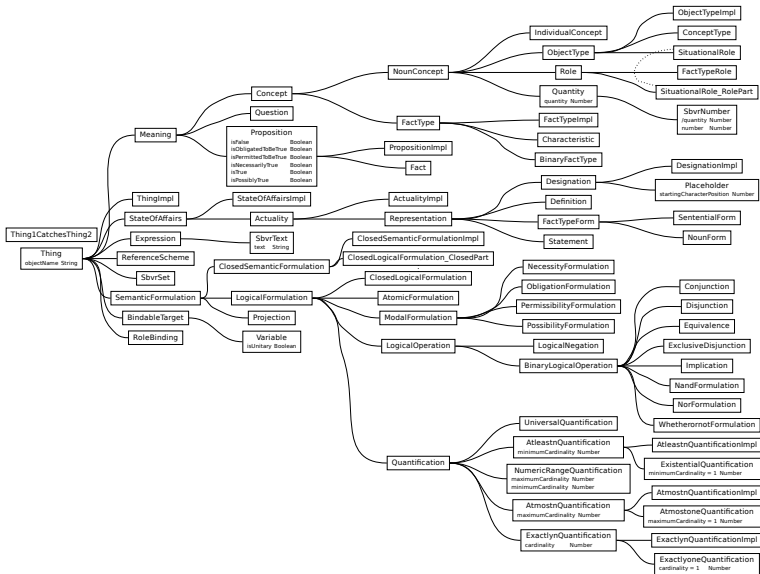 Thing1CatchesThing2
Thing
objectName String
Meaning
ThingImpl
StateOfAffairs
Expression
ReferenceScheme
SbvrSet
SemanticFormulation
BindableTarget
RoleBinding
Concept
Question
Proposition
isFalse Boolean
isObligatedToBeTrue Boolean
isPermittedToBeTrue Boolean
isNecessarilyTrue Boolean
isTrue Boolean
isPossiblyTrue Boolean
StateOfAffairsImpl
Actuality
SbvrText
text String
ClosedSemanticFormulation
LogicalFormulation
Projection
Variable
isUnitary Boolean
NounConcept
FactType
PropositionImpl
Fact
ActualityImpl
Representation
ClosedSemanticFormulationImpl
ClosedLogicalFormulation_ClosedPart
ClosedLogicalFormulation
AtomicFormulation
ModalFormulation
LogicalOperation
Quantification
IndividualConcept
ObjectType
Role
Quantity
quantity Number
FactTypeImpl
Characteristic
BinaryFactType
Designation
Definition
FactTypeForm
Statement
NecessityFormulation
ObligationFormulation
PermissibilityFormulation
PossibilityFormulation
LogicalNegation
BinaryLogicalOperation
UniversalQuantification
AtleastnQuantification
minimumCardinality Number
NumericRangeQuantification
maximumCardinality Number
minimumCardinality Number
AtmostnQuantification
maximumCardinality Number
ExactlynQuantification
cardinality Number
ObjectTypeImpl
ConceptType
SituationalRole
FactTypeRole
SituationalRole_RolePart
SbvrNumber
/quantity Number
number Number
DesignationImpl
Placeholder
startingCharacterPosition Number
SententialForm
NounForm
Conjunction
Disjunction
Equivalence
ExclusiveDisjunction
Implication
NandFormulation
NorFormulation
WhetherornotFormulation
AtleastnQuantificationImpl
ExistentialQuantification
minimumCardinality = 1 Number
AtmostnQuantificationImpl
AtmostoneQuantification
maximumCardinality = 1 Number
ExactlynQuantificationImpl
ExactlyoneQuantification
cardinality = 1 Number